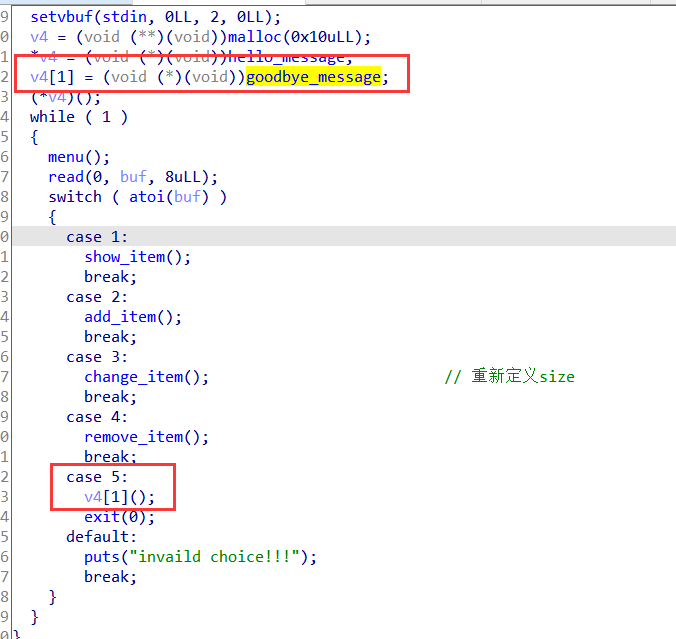 9 setvbuf(stdin, 0LL, 2, 0LL);
0 v4 = (void (**)(void))malloc(0x10uLL);
1 *v4 = (void (*)(void))hello_message;
2 v4[1] = (void (*)(void))goodbye_message;
3 (*v4)();
4 while ( 1 )
5 {
6 menu();
7 read(0, buf, 8uLL);
8 switch ( atoi(buf) )
9 {
0 case 1:
1 show_item();
2 break;
3 case 2:
4 add_item();
5 break;
6 case 3:
7 change_item(); // 重新定义size
8 break;
9 case 4:
0 remove_item();
1 break;
2 case 5:
3 v4[1]();
4 exit(0);
5 default:
6 puts("invaild choice!!!");
7 break;
8 }
9 }
0 }